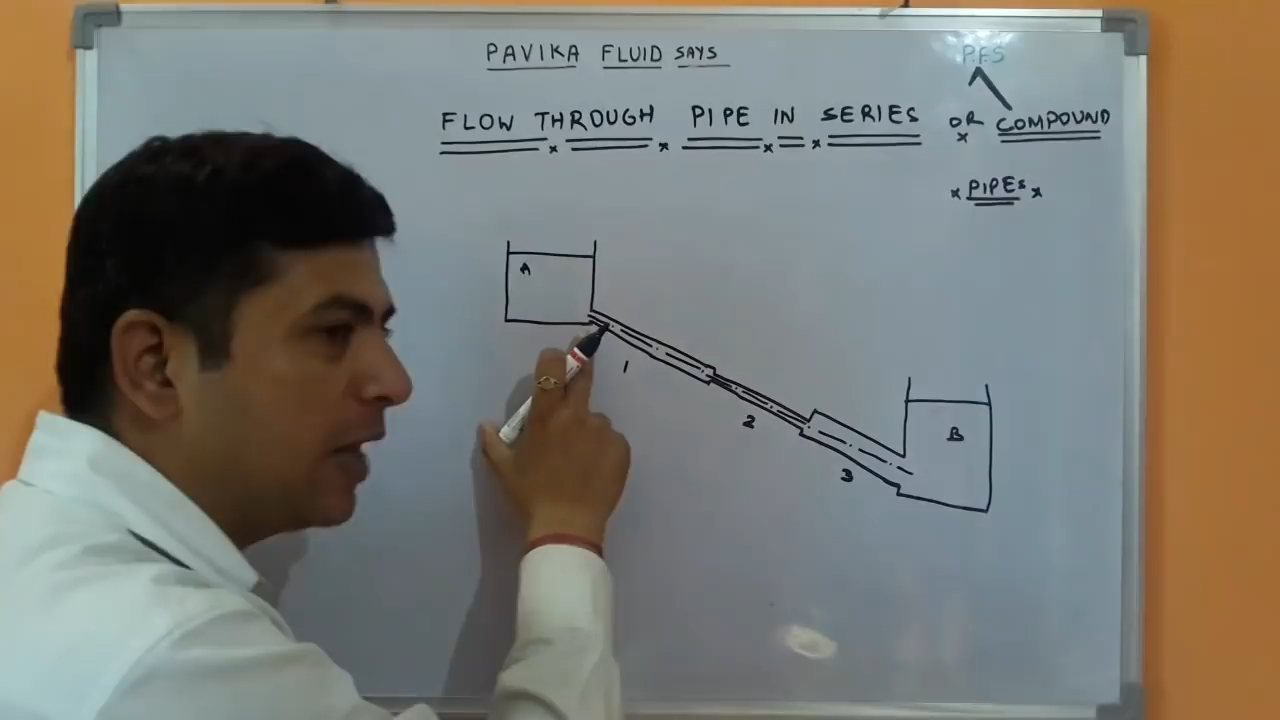 PAVIKA FLUID SAYS
P.F.S
FLOW THROUGH PIPE IN SERIES OR COMPOUND
PIPES
A
1
2
B
3